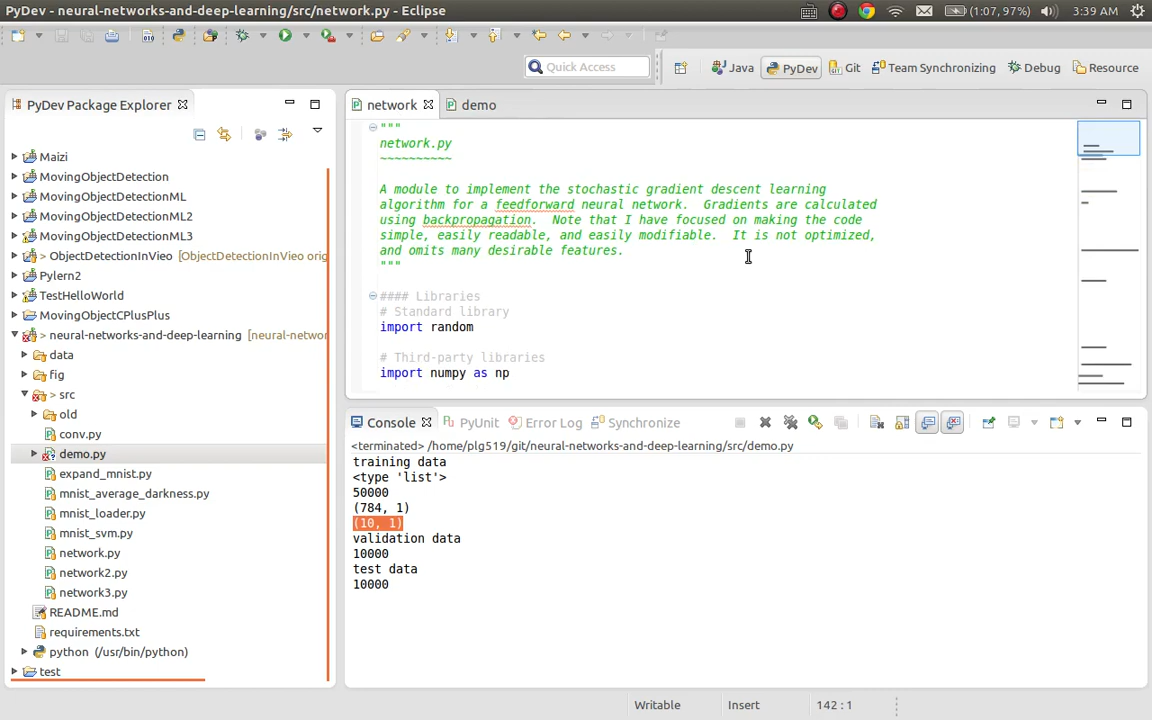 PyDev - neural-networks-and-deep-learning/src/network.py - Eclipse
(1:07, 97%)
3:39 AM
Quick Access
Java
PyDev
Git
Team Synchronizing
Debug
Resource
PyDev Package Explorer
Maizi
MovingObjectDetection
MovingObjectDetectionML
MovingObjectDetectionML2
MovingObjectDetectionML3
> ObjectDetectionInVieo [ObjectDetectionInVieo orig
Pylern2
TestHelloWorld
MovingObjectCPlusPlus
> neural-networks-and-deep-learning [neural-networ
data
fig
> src
old
conv.py
demo.py
expand_mnist.py
mnist_average_darkness.py
mnist_loader.py
mnist_svm.py
network.py
network2.py
network3.py
README.md
requirements.txt
python (/usr/bin/python)
test
network
demo
"""
network.py
~~~~~~~~~~
A module to implement the stochastic gradient descent learning
algorithm for a feedforward neural network. Gradients are calculated
using backpropagation. Note that I have focused on making the code
simple, easily readable, and easily modifiable. It is not optimized,
and omits many desirable features.
"""
#### Libraries
# Standard library
import random
# Third-party libraries
import numpy as np
Console
PyUnit
Error Log
Synchronize
<terminated> /home/plg519/git/neural-networks-and-deep-learning/src/demo.py
training data
<type 'list'>
50000
(784, 1)
(10, 1)
validation data
10000
test data
10000
Writable
Insert
142 : 1